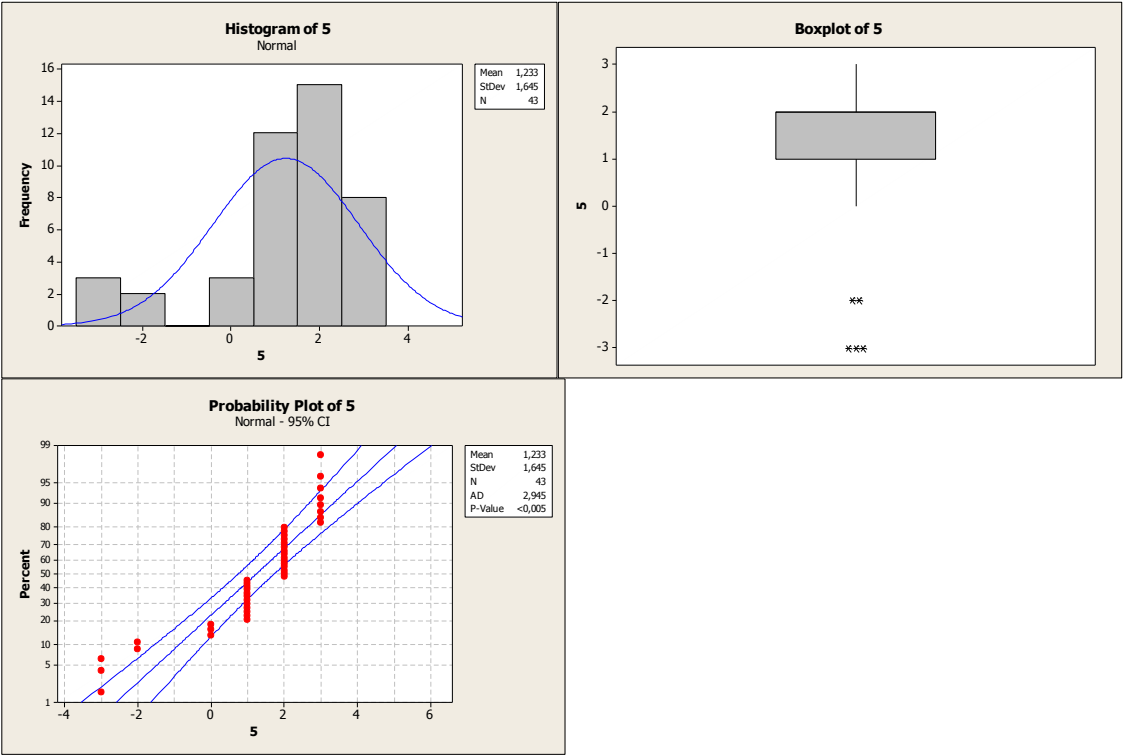 Histogram of 5
Normal
16
14
12
10
8
6
4
2
0
Frequency
-2
0
2
4
5
Mean 1,233
StDev 1,645
N 43
Boxplot of 5
3
2
1
0
-1
-2
-3
5
Probability Plot of 5
Normal - 95% CI
99
95
90
80
70
60
50
40
30
20
10
5
1
Percent
-4
-2
0
2
4
6
5
Mean 1,233
StDev 1,645
N 43
AD 2,945
P-Value <0,005